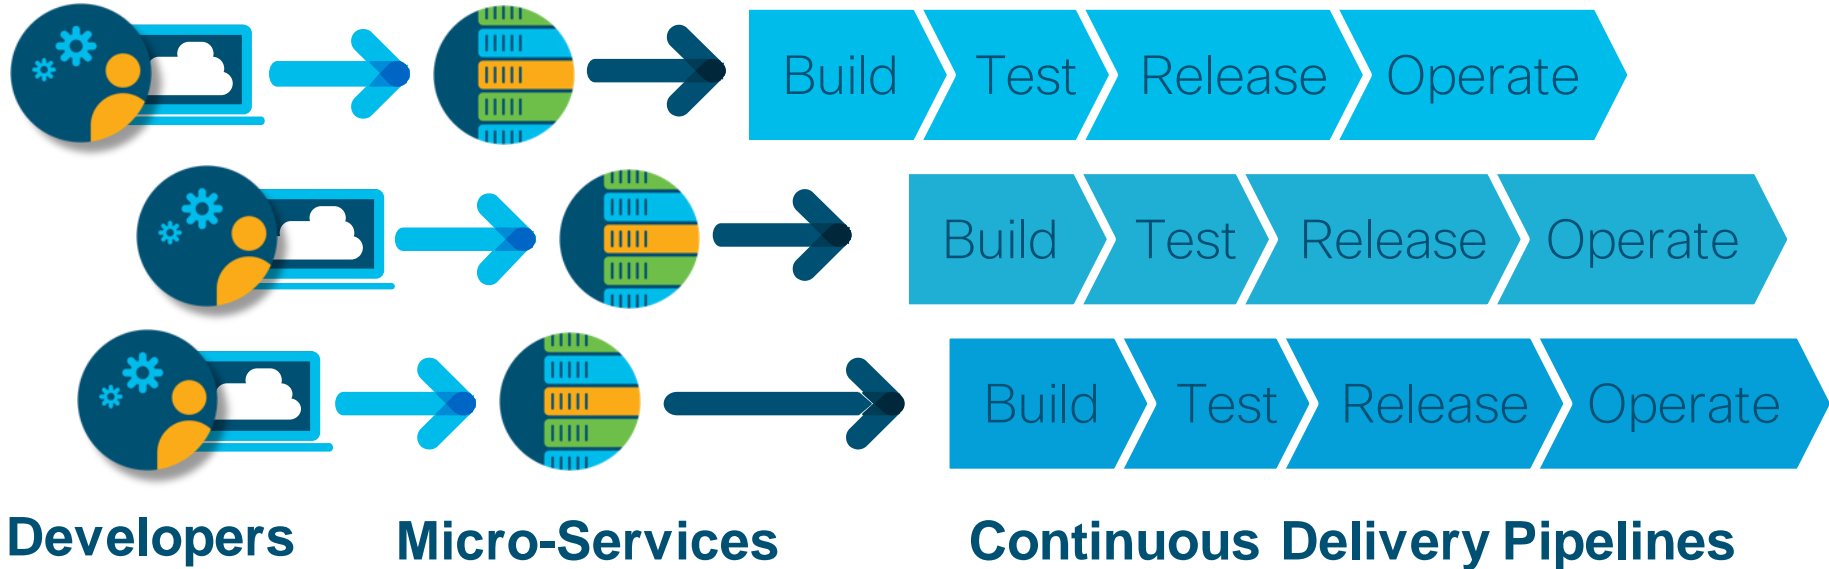 Build Test Release Operate
Build Test Release Operate
Build Test Release Operate
Developers Micro-Services Continuous Delivery Pipelines